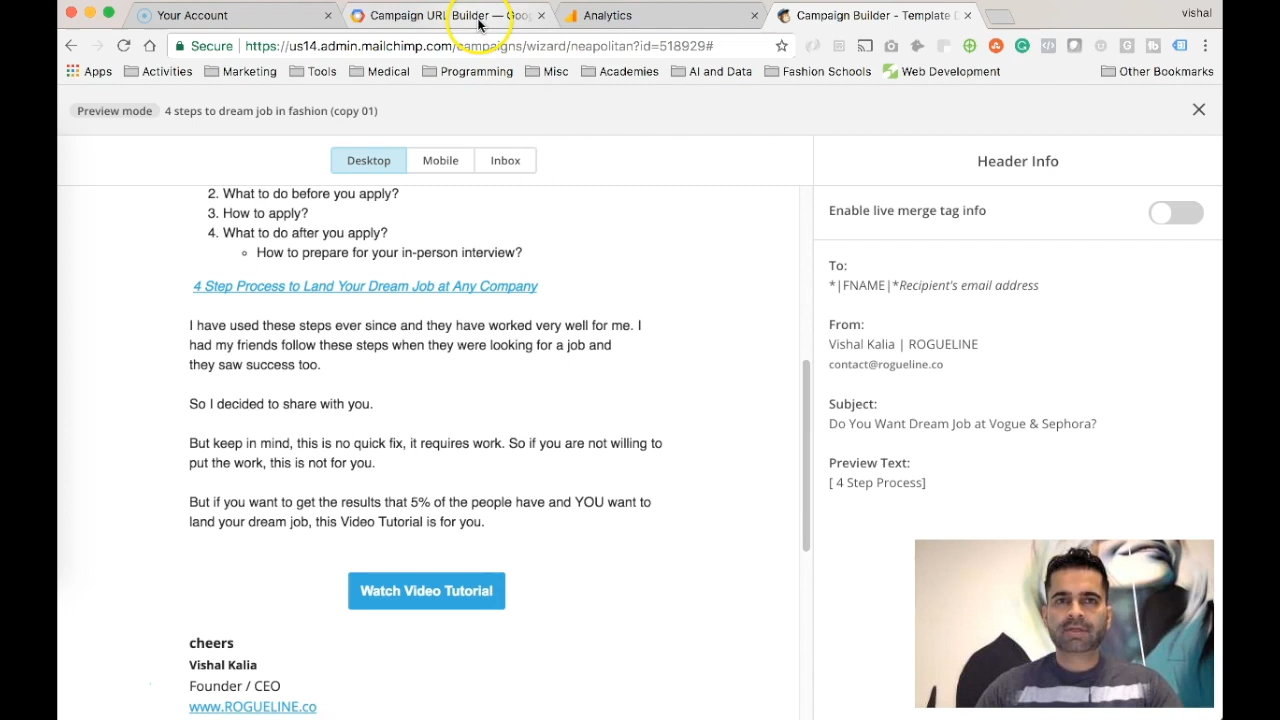 Your Account
Campaign URL Builder — Goo
Analytics
Campaign Builder - Template D
vishal
Secure
https://us14.admin.mailchimp.com/campaigns/wizard/neapolitan?id=518929#
Apps
Activities
Marketing
Tools
Medical
Programming
Misc
Academies
AI and Data
Fashion Schools
Web Development
Other Bookmarks
Preview mode
4 steps to dream job in fashion (copy 01)
Desktop
Mobile
Inbox
2. What to do before you apply?
3. How to apply?
4. What to do after you apply?
How to prepare for your in-person interview?
4 Step Process to Land Your Dream Job at Any Company
I have used these steps ever since and they have worked very well for me. I
had my friends follow these steps when they were looking for a job and
they saw success too.
So I decided to share with you.
But keep in mind, this is no quick fix, it requires work. So if you are not willing to
put the work, this is not for you.
But if you want to get the results that 5% of the people have and YOU want to
land your dream job, this Video Tutorial is for you.
Watch Video Tutorial
cheers
Vishal Kalia
Founder / CEO
www.ROGUELINE.co
Header Info
Enable live merge tag info
To:
*|FNAME|*Recipient's email address
From:
Vishal Kalia | ROGUELINE
contact@rogueline.co
Subject:
Do You Want Dream Job at Vogue & Sephora?
Preview Text:
[ 4 Step Process]